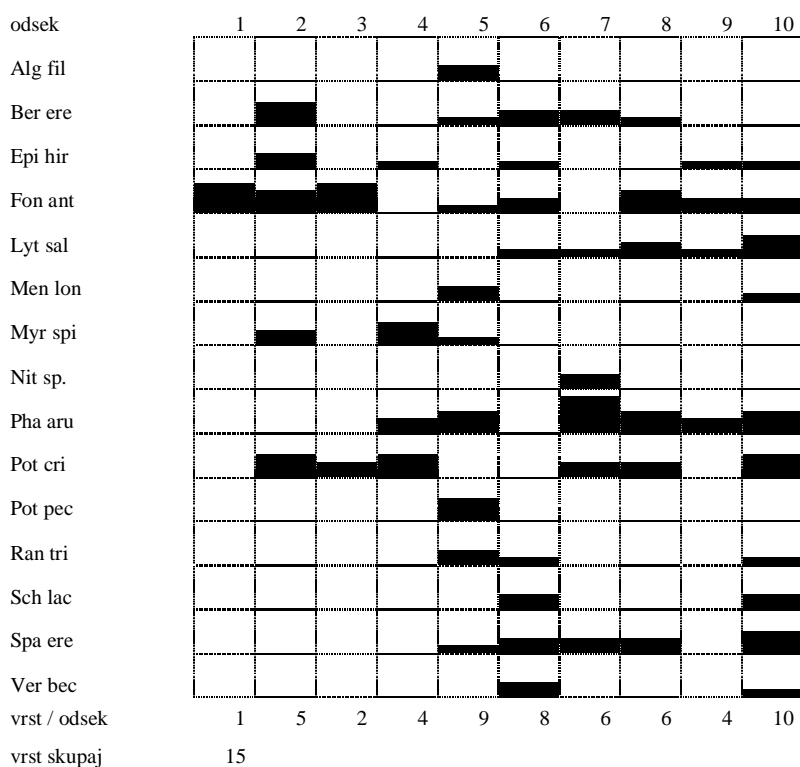 odsek 1 2 3 4 5 6 7 8 9 10
Alg fil
Ber ere
Epi hir
Fon ant
Lyt sal
Men lon
Myr spi
Nit sp.
Pha aru
Pot cri
Pot pec
Ran tri
Sch lac
Spa ere
Ver bec
vrst / odsek 1 5 2 4 9 8 6 6 4 10
vrst skupaj 15